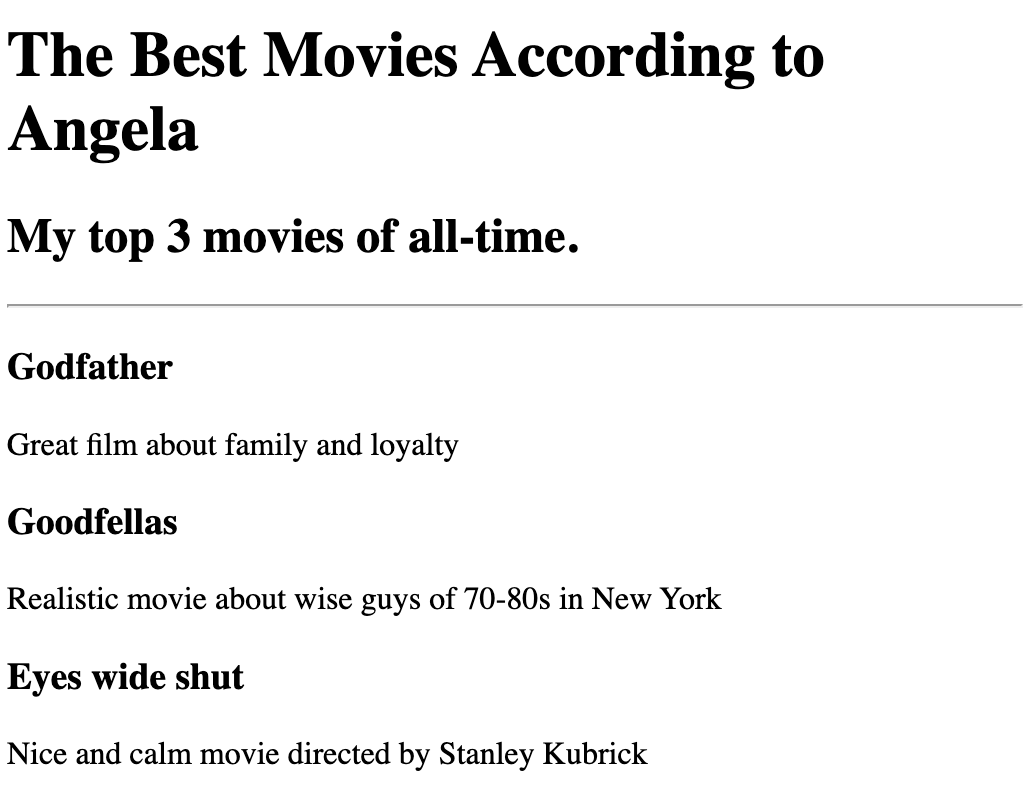 The Best Movies According to
Angela
My top 3 movies of all-time.
Godfather
Great film about family and loyalty
Goodfellas
Realistic movie about wise guys of 70-80s in New York
Eyes wide shut
Nice and calm movie directed by Stanley Kubrick